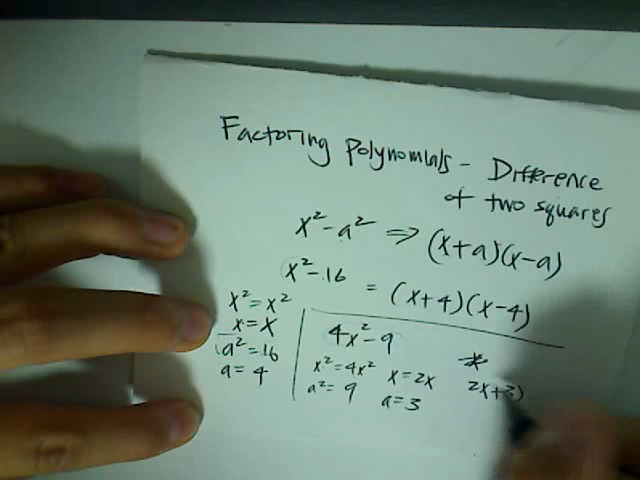 Factoring Polynomials - Difference
of two squares
x² - a² ⇒ (x+a)(x-a)
x² - 16 = (x+4)(x-4)
x² = x²
x = x
a² = 16
a = 4
4x² - 9
x² = 4x²
a² = 9
x = 2x
a = 3
2x+3)